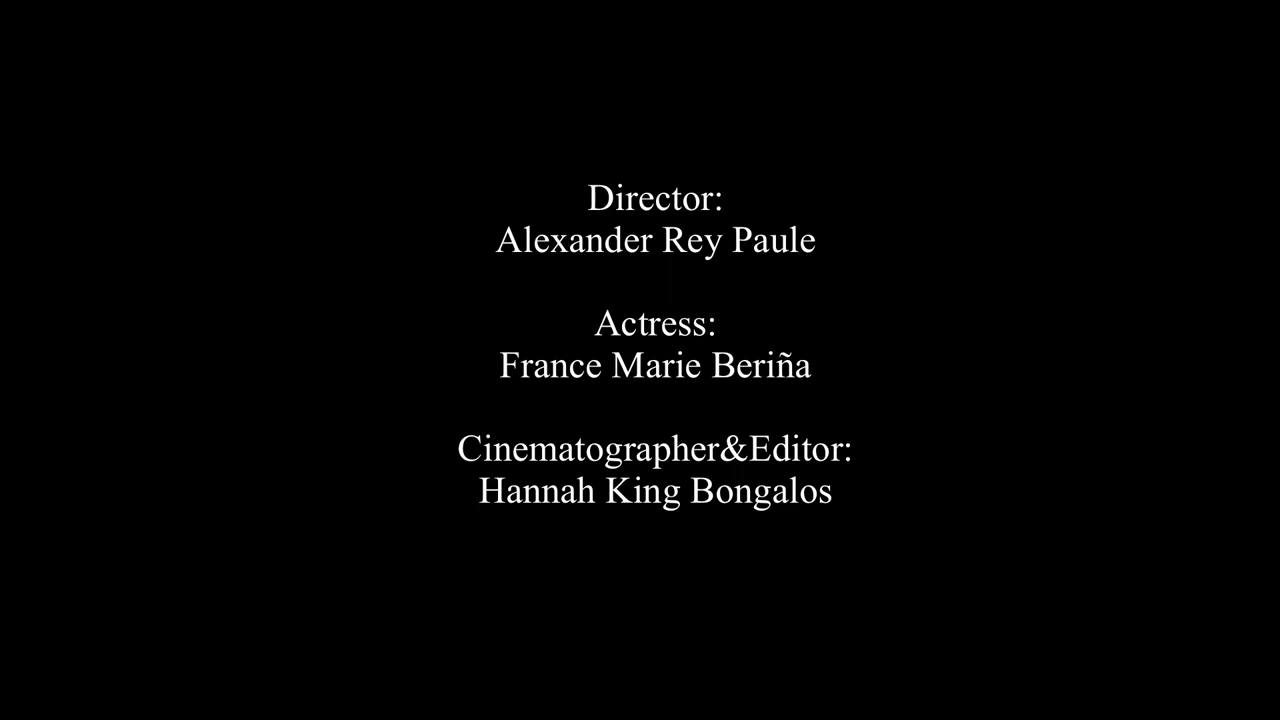 Director:
Alexander Rey Paule
Actress:
France Marie Beriña
Cinematographer&Editor:
Hannah King Bongalos